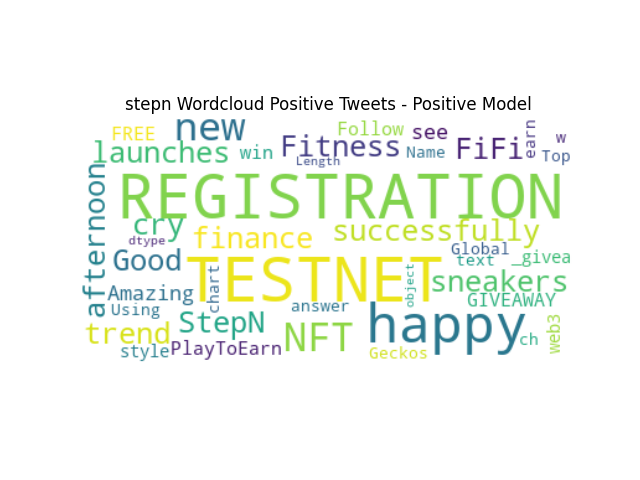 stepn Wordcloud Positive Tweets - Positive Model
FREE new Follow see earn w
launches win Fitness Length Name FiFi Top
REGISTRATION
afternoon cry dtype finance successfully
Good Global text _givea
Amazing chart TESTNET object sneakers
Using answer GIVEAWAY
trend StepN NFT happy ch web3
style PlayToEarn Geckos